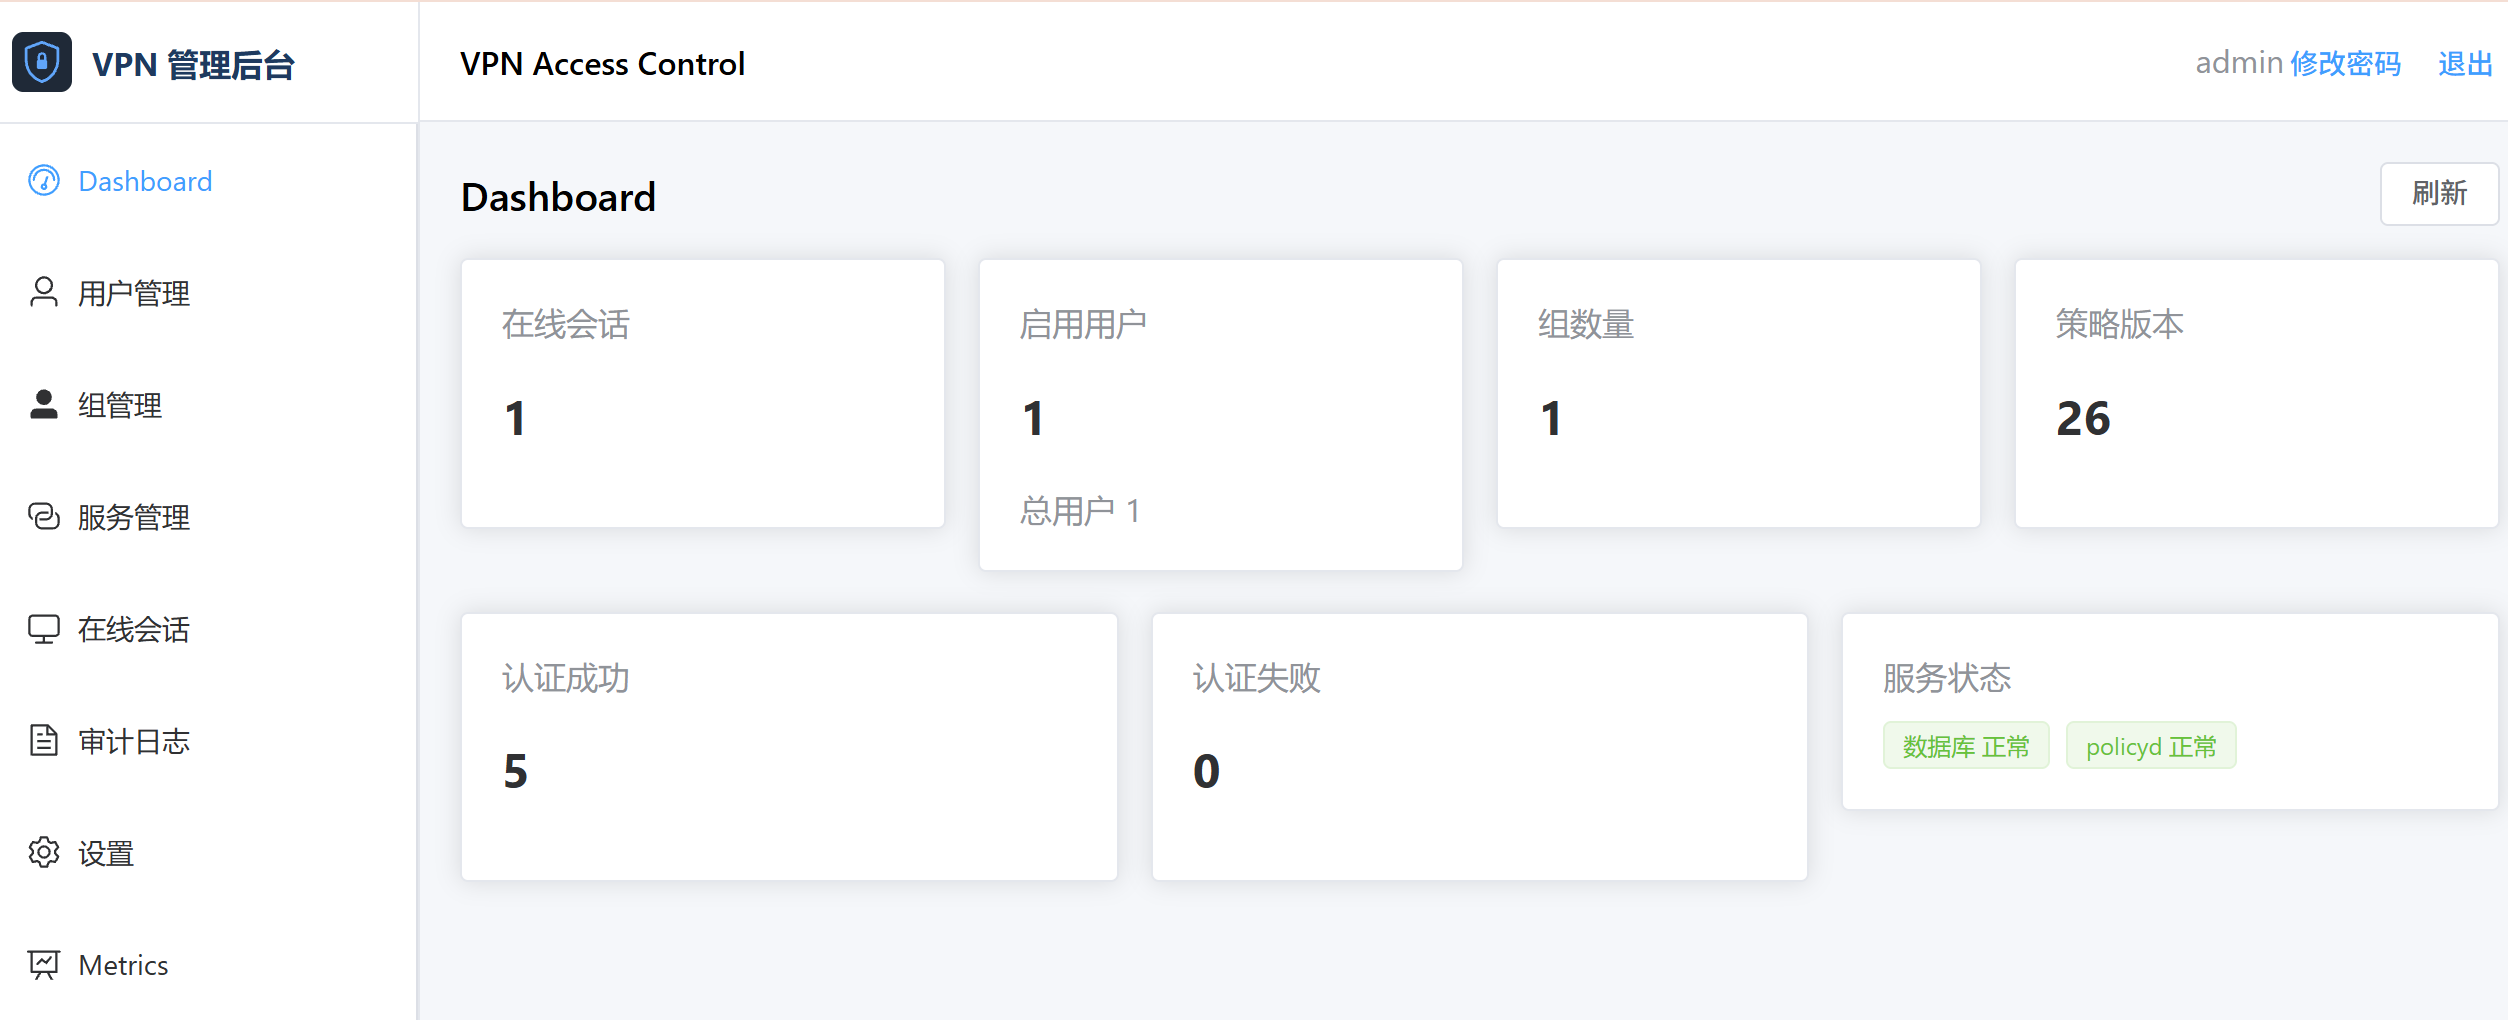 VPN 管理后台
VPN Access Control
admin 修改密码 退出
Dashboard
用户管理
组管理
服务管理
在线会话
审计日志
设置
Metrics
Dashboard
刷新
在线会话
1
启用用户
1
总用户 1
组数量
1
策略版本
26
认证成功
5
认证失败
0
服务状态
数据库 正常 policyd 正常